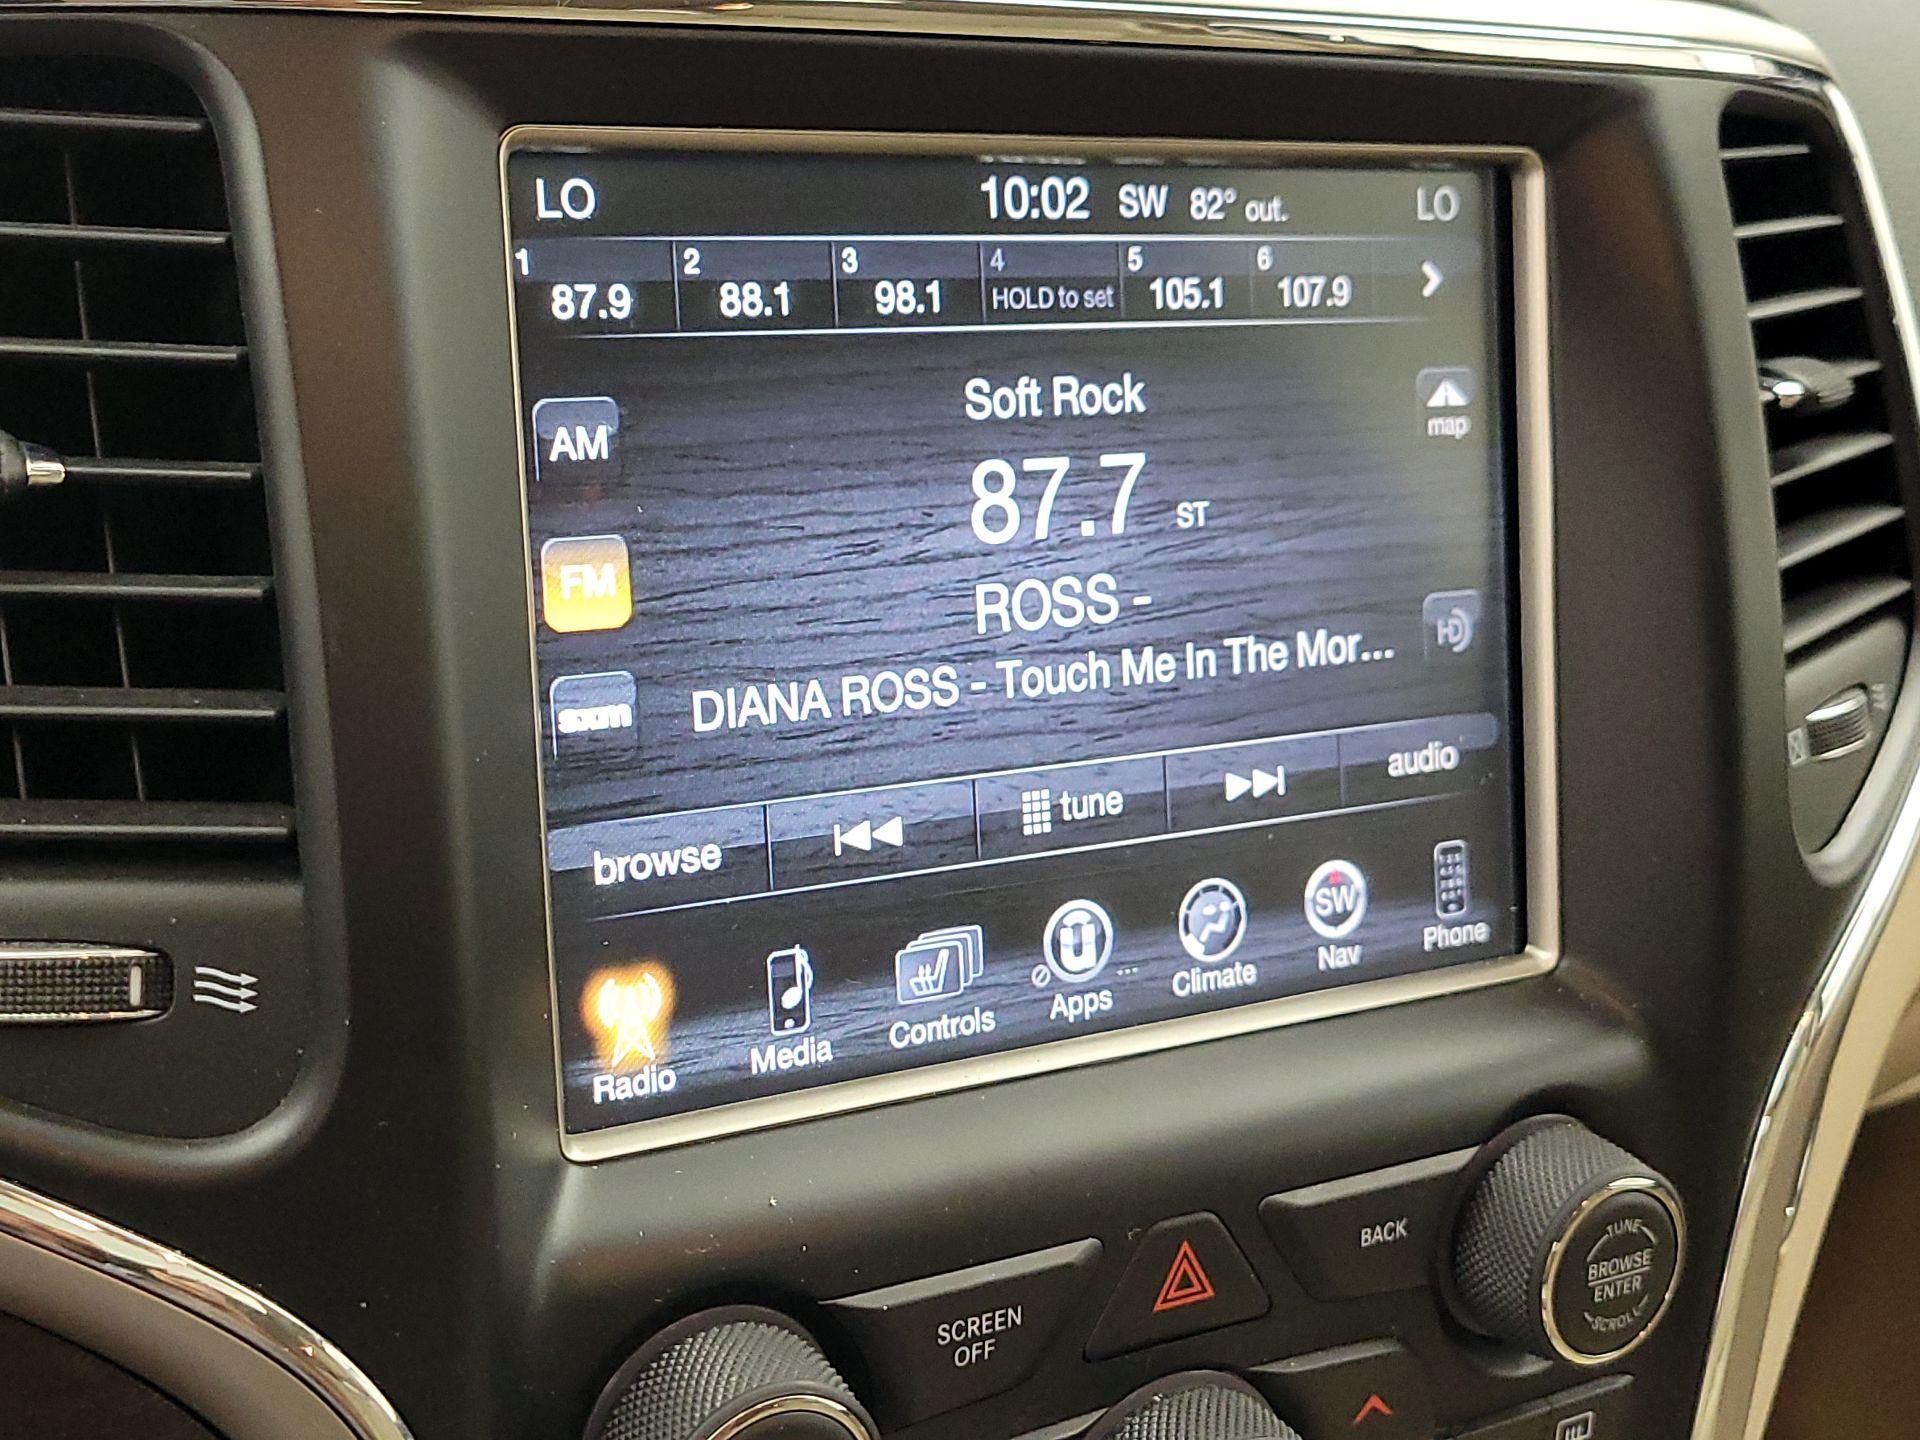 LO 10:02 SW 82° out. LO
1 2 3 4 5 6
87.9 88.1 98.1 HOLD to set 105.1 107.9
Soft Rock
map
AM
87.7 ST
FM
ROSS -
HD
DIANA ROSS - Touch Me In The Mor...
sxm
browse tune audio
SW
Radio Media Controls Apps ... Climate Nav Phone
SCREEN
OFF
BACK
TUNE
BROWSE
ENTER
SCROLL